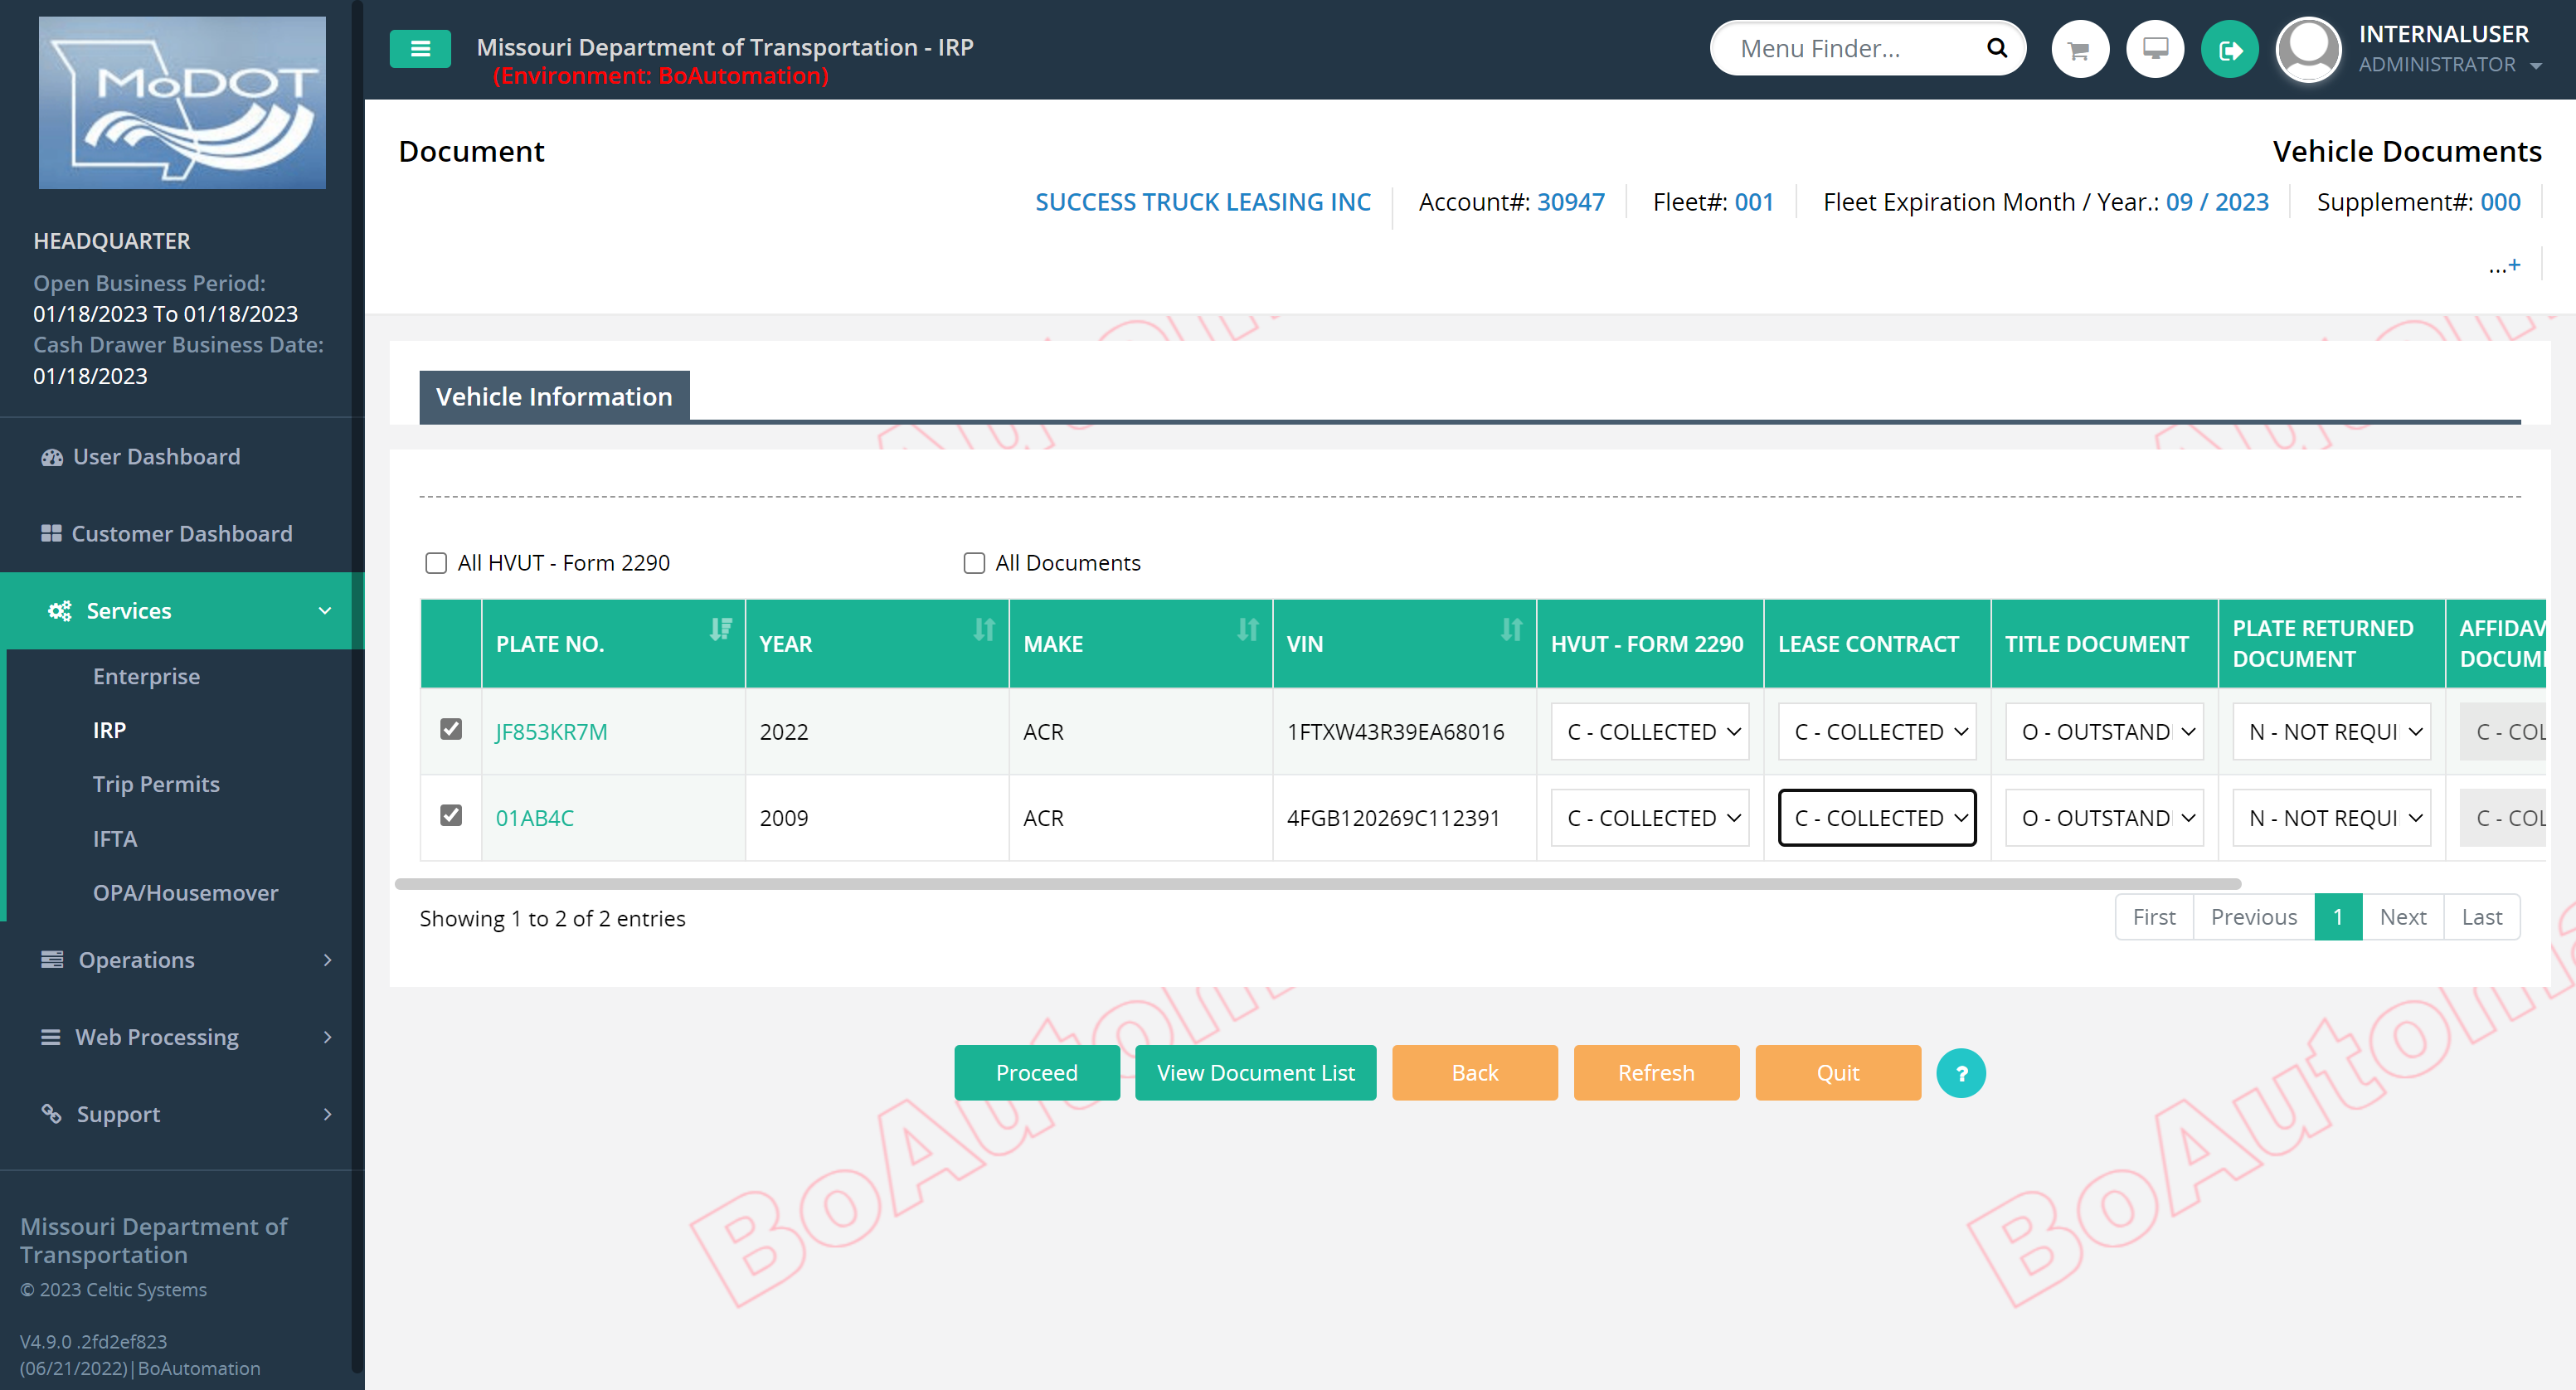 MoDOT
HEADQUARTER
Open Business Period:
01/18/2023 To 01/18/2023
Cash Drawer Business Date:
01/18/2023
User Dashboard
Customer Dashboard
Services
Enterprise
IRP
Trip Permits
IFTA
OPA/Housemover
Operations
Web Processing
Support
Missouri Department of
Transportation
© 2023 Celtic Systems
V4.9.0 .2fd2ef823
(06/21/2022)|BoAutomation
Missouri Department of Transportation - IRP
(Environment: BoAutomation)
Menu Finder...
INTERNALUSER
ADMINISTRATOR
Document
Vehicle Documents
SUCCESS TRUCK LEASING INC Account#: 30947 Fleet#: 001 Fleet Expiration Month / Year.: 09 / 2023 Supplement#: 000
...+
Vehicle Information
All HVUT - Form 2290 All Documents
PLATE NO. YEAR MAKE VIN HVUT - FORM 2290 LEASE CONTRACT TITLE DOCUMENT PLATE RETURNED DOCUMENT AFFIDAV DOCUM
JF853KR7M 2022 ACR 1FTXW43R39EA68016 C - COLLECTED C - COLLECTED O - OUTSTAND N - NOT REQUI C - COL
01AB4C 2009 ACR 4FGB120269C112391 C - COLLECTED C - COLLECTED O - OUTSTAND N - NOT REQUI C - COL
Showing 1 to 2 of 2 entries
First Previous 1 Next Last
Proceed View Document List Back Refresh Quit ?
BoAutoma BoAutoma